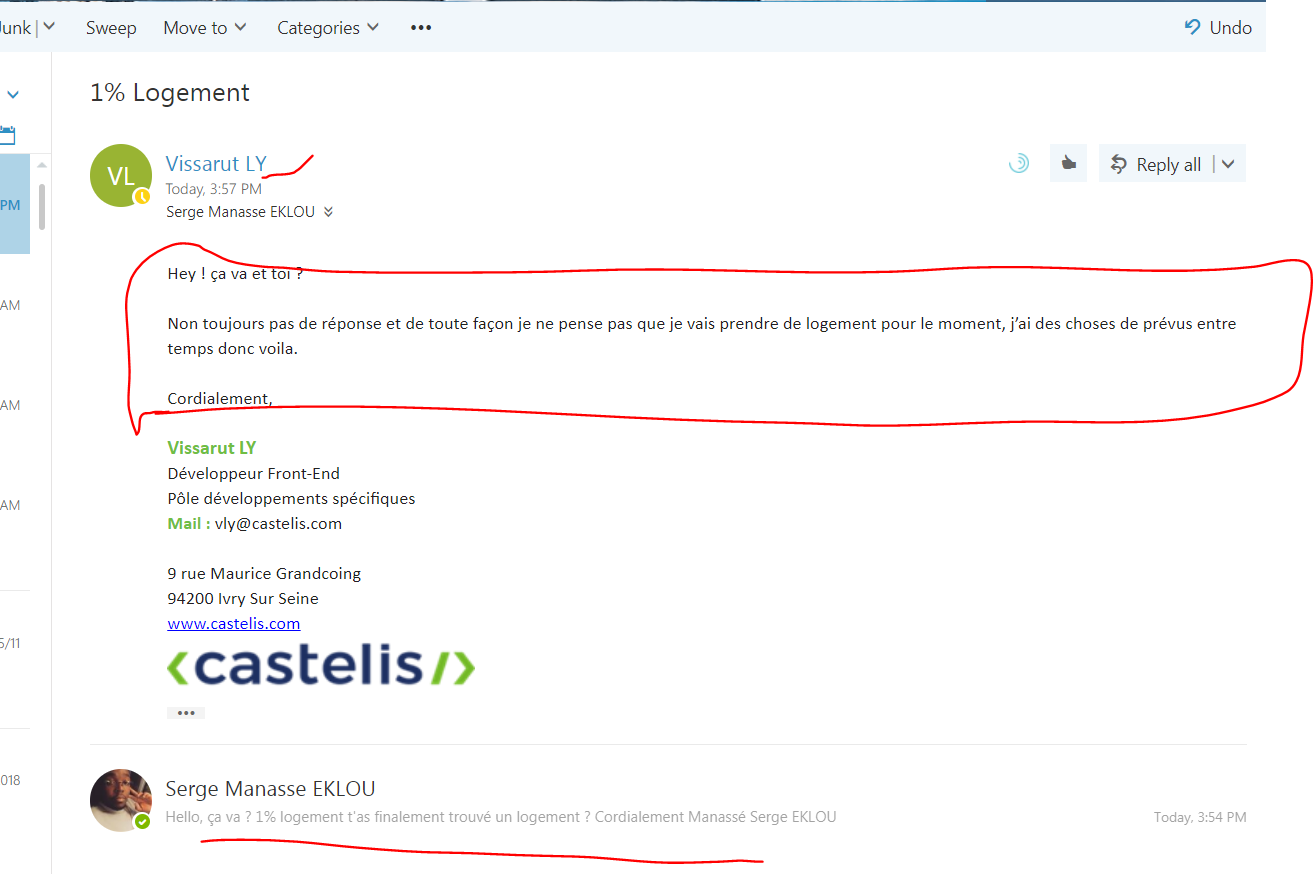 Junk
Sweep
Move to
Categories
•••
Undo
1% Logement
VL
Vissarut LY
Today, 3:57 PM
Serge Manasse EKLOU
Reply all
PM
AM
AM
AM
5/11
018
Hey ! ça va et toi ?
Non toujours pas de réponse et de toute façon je ne pense pas que je vais prendre de logement pour le moment, j’ai des choses de prévus entre
temps donc voila.
Cordialement,
Vissarut LY
Développeur Front-End
Pôle développements spécifiques
Mail : vly@castelis.com
9 rue Maurice Grandcoing
94200 Ivry Sur Seine
www.castelis.com
<castelis/>
•••
Serge Manasse EKLOU
Hello, ça va ? 1% logement t'as finalement trouvé un logement ? Cordialement Manassé Serge EKLOU
Today, 3:54 PM